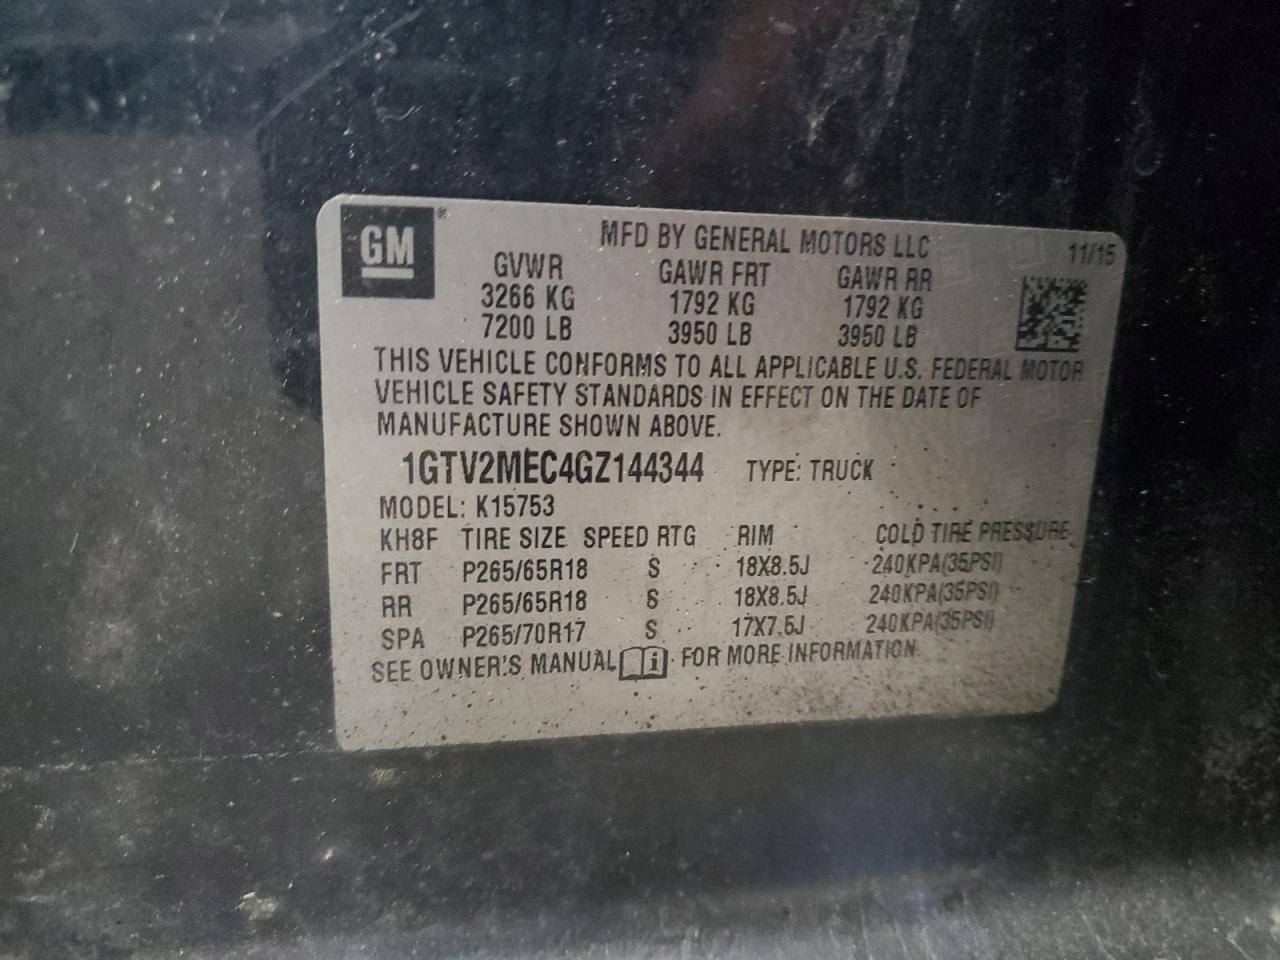 GM®
MFD BY GENERAL MOTORS LLC 11/15
GVWR GAWR FRT GAWR RR
3266 KG 1792 KG 1792 KG
7200 LB 3950 LB 3950 LB
THIS VEHICLE CONFORMS TO ALL APPLICABLE U.S. FEDERAL MOTOR
VEHICLE SAFETY STANDARDS IN EFFECT ON THE DATE OF
MANUFACTURE SHOWN ABOVE.
1GTV2MEC4GZ144344 TYPE: TRUCK
MODEL: K15753
KH8F TIRE SIZE SPEED RTG RIM COLD TIRE PRESSURE
FRT P265/65R18 S 18X8.5J 240KPA(35PSI)
RR P265/65R18 S 18X8.5J 240KPA(35PSI)
SPA P265/70R17 S 17X7.5J 240KPA(35PSI)
SEE OWNER'S MANUAL i FOR MORE INFORMATION